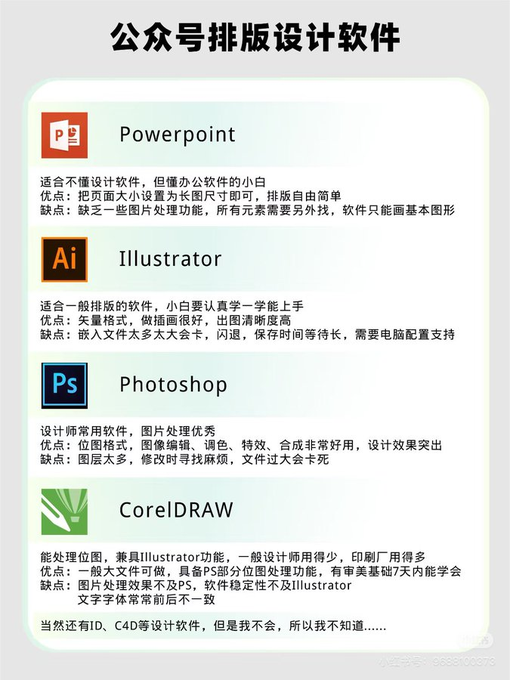 公众号排版设计软件
P
Powerpoint
适合不懂设计软件，但懂办公软件的小白
优点：把页面大小设置为长图尺寸即可，排版自由简单
缺点：缺乏一些图片处理功能，所有元素需要另外找，软件只能画基本图形
Ai
Illustrator
适合一般排版的软件，小白要认真学一学能上手
优点：矢量格式，做插画很好，出图清晰度高
缺点：嵌入文件太多太大会卡，闪退，保存时间等待长，需要电脑配置支持
Ps
Photoshop
设计师常用软件，图片处理优秀
优点：位图格式，图像编辑、调色、特效、合成非常好用，设计效果突出
缺点：图层太多，修改时寻找麻烦，文件过大会卡死
CorelDRAW
能处理位图，兼具Illustrator功能，一般设计师用得少，印刷厂用得多
优点：一般大文件可做，具备PS部分位图处理功能，有审美基础7天内能学会
缺点：图片处理效果不及PS，软件稳定性不及Illustrator
文字字体常常前后不一致
当然还有ID、C4D等设计软件，但是我不会，所以我不知道......